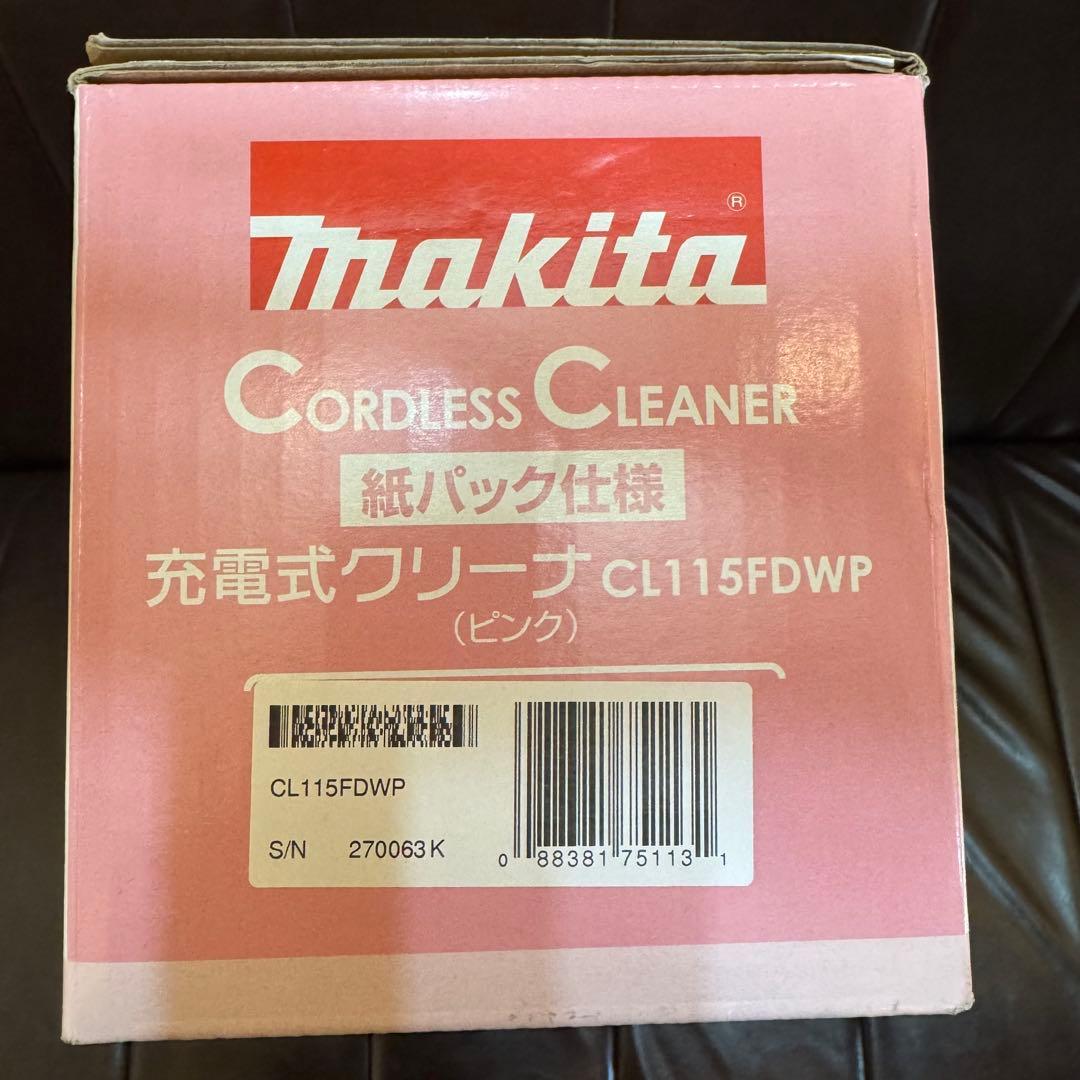 makita®
CORDLESS CLEANER
紙パック仕様
充電式クリーナ CL115FDWP
(ピンク)
CL115FDWP
S/N 270063K
0 88381 75113 1